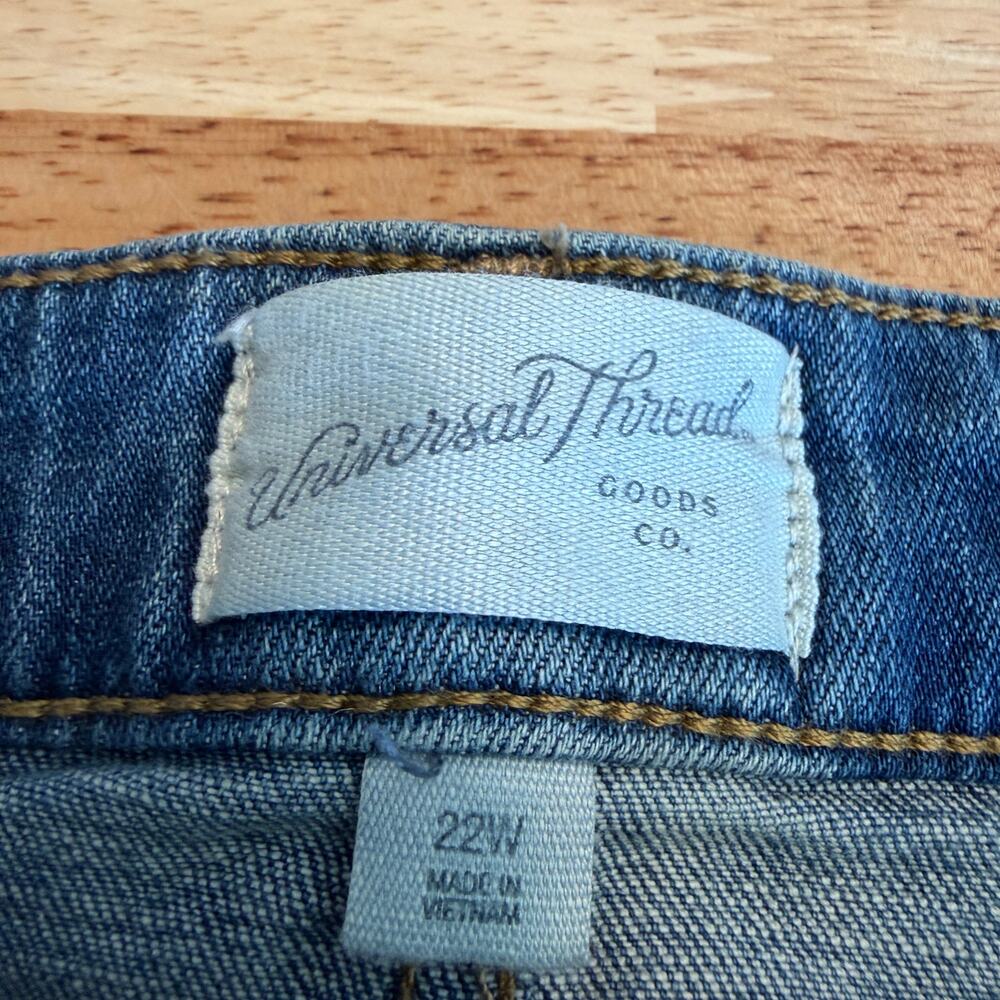 Universal Thread
GOODS
CO.
22W
MADE IN
VIETNAM